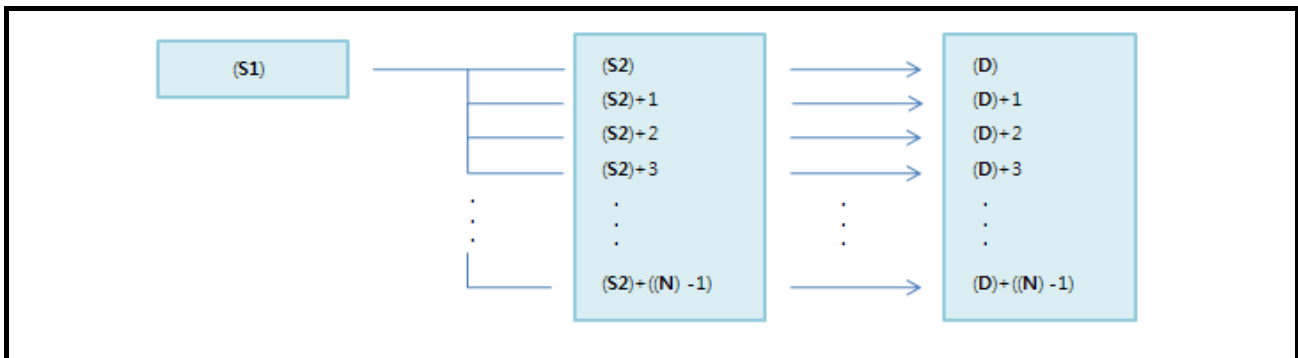 (S1) (S2) (D)
(S2)+1 (D)+1
(S2)+2 (D)+2
(S2)+3 (D)+3
(S2)+((N) -1) (D)+((N) -1)